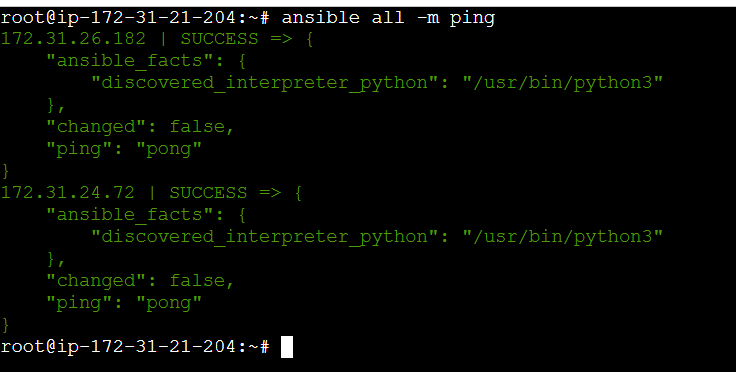 root@ip-172-31-21-204:~# ansible all -m ping
172.31.26.182 | SUCCESS => {
    "ansible_facts": {
        "discovered_interpreter_python": "/usr/bin/python3"
    },
    "changed": false,
    "ping": "pong"
}
172.31.24.72 | SUCCESS => {
    "ansible_facts": {
        "discovered_interpreter_python": "/usr/bin/python3"
    },
    "changed": false,
    "ping": "pong"
}
root@ip-172-31-21-204:~#